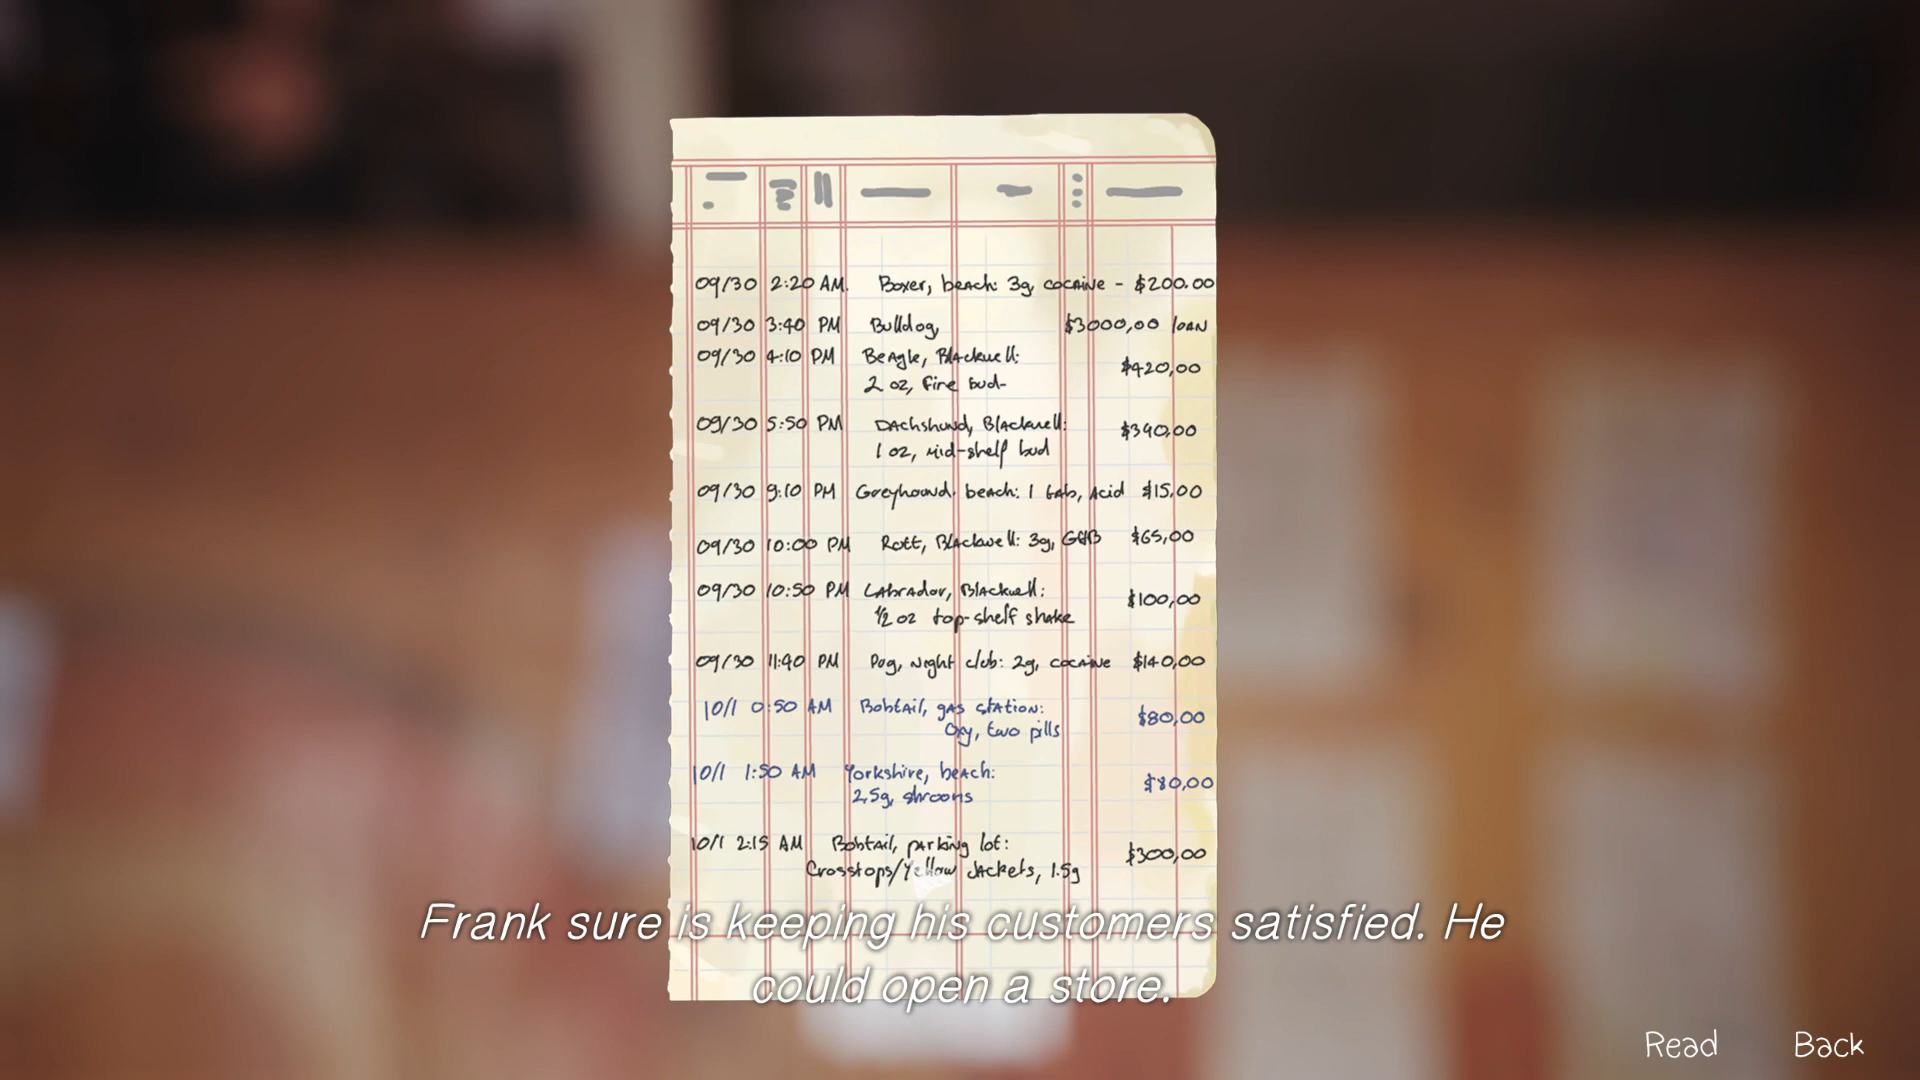 09/30 2:20 AM. Boxer, beach: 3g, cocaine - $200.00
09/30 3:40 PM Bulldog, $3000,00 loan
09/30 4:10 PM Beagle, Blackwell:
2 oz, fire bud- $420,00
09/30 5:50 PM Dachshund, Blackwell: $340,00
1 oz, mid-shelf bud
09/30 9:10 PM Greyhound, beach: 1 tab, acid $15,00
09/30 10:00 PM Rott, Blackwell: 3g, GHB $65,00
09/30 10:50 PM Labrador, Blackwell: $100,00
1/2 oz top-shelf shake
09/30 11:40 PM Pog, night club: 2g, cocaine $140,00
10/1 0:50 AM Bobtail, gas station: $80,00
Oxy, two pills
10/1 1:50 AM Yorkshire, beach: $80,00
2,5g, shrooms
10/1 2:15 AM Bobtail, parking lot: $300,00
Crosstops/Yellow Jackets, 1.5g
Frank sure is keeping his customers satisfied. He
could open a store.
Read Back